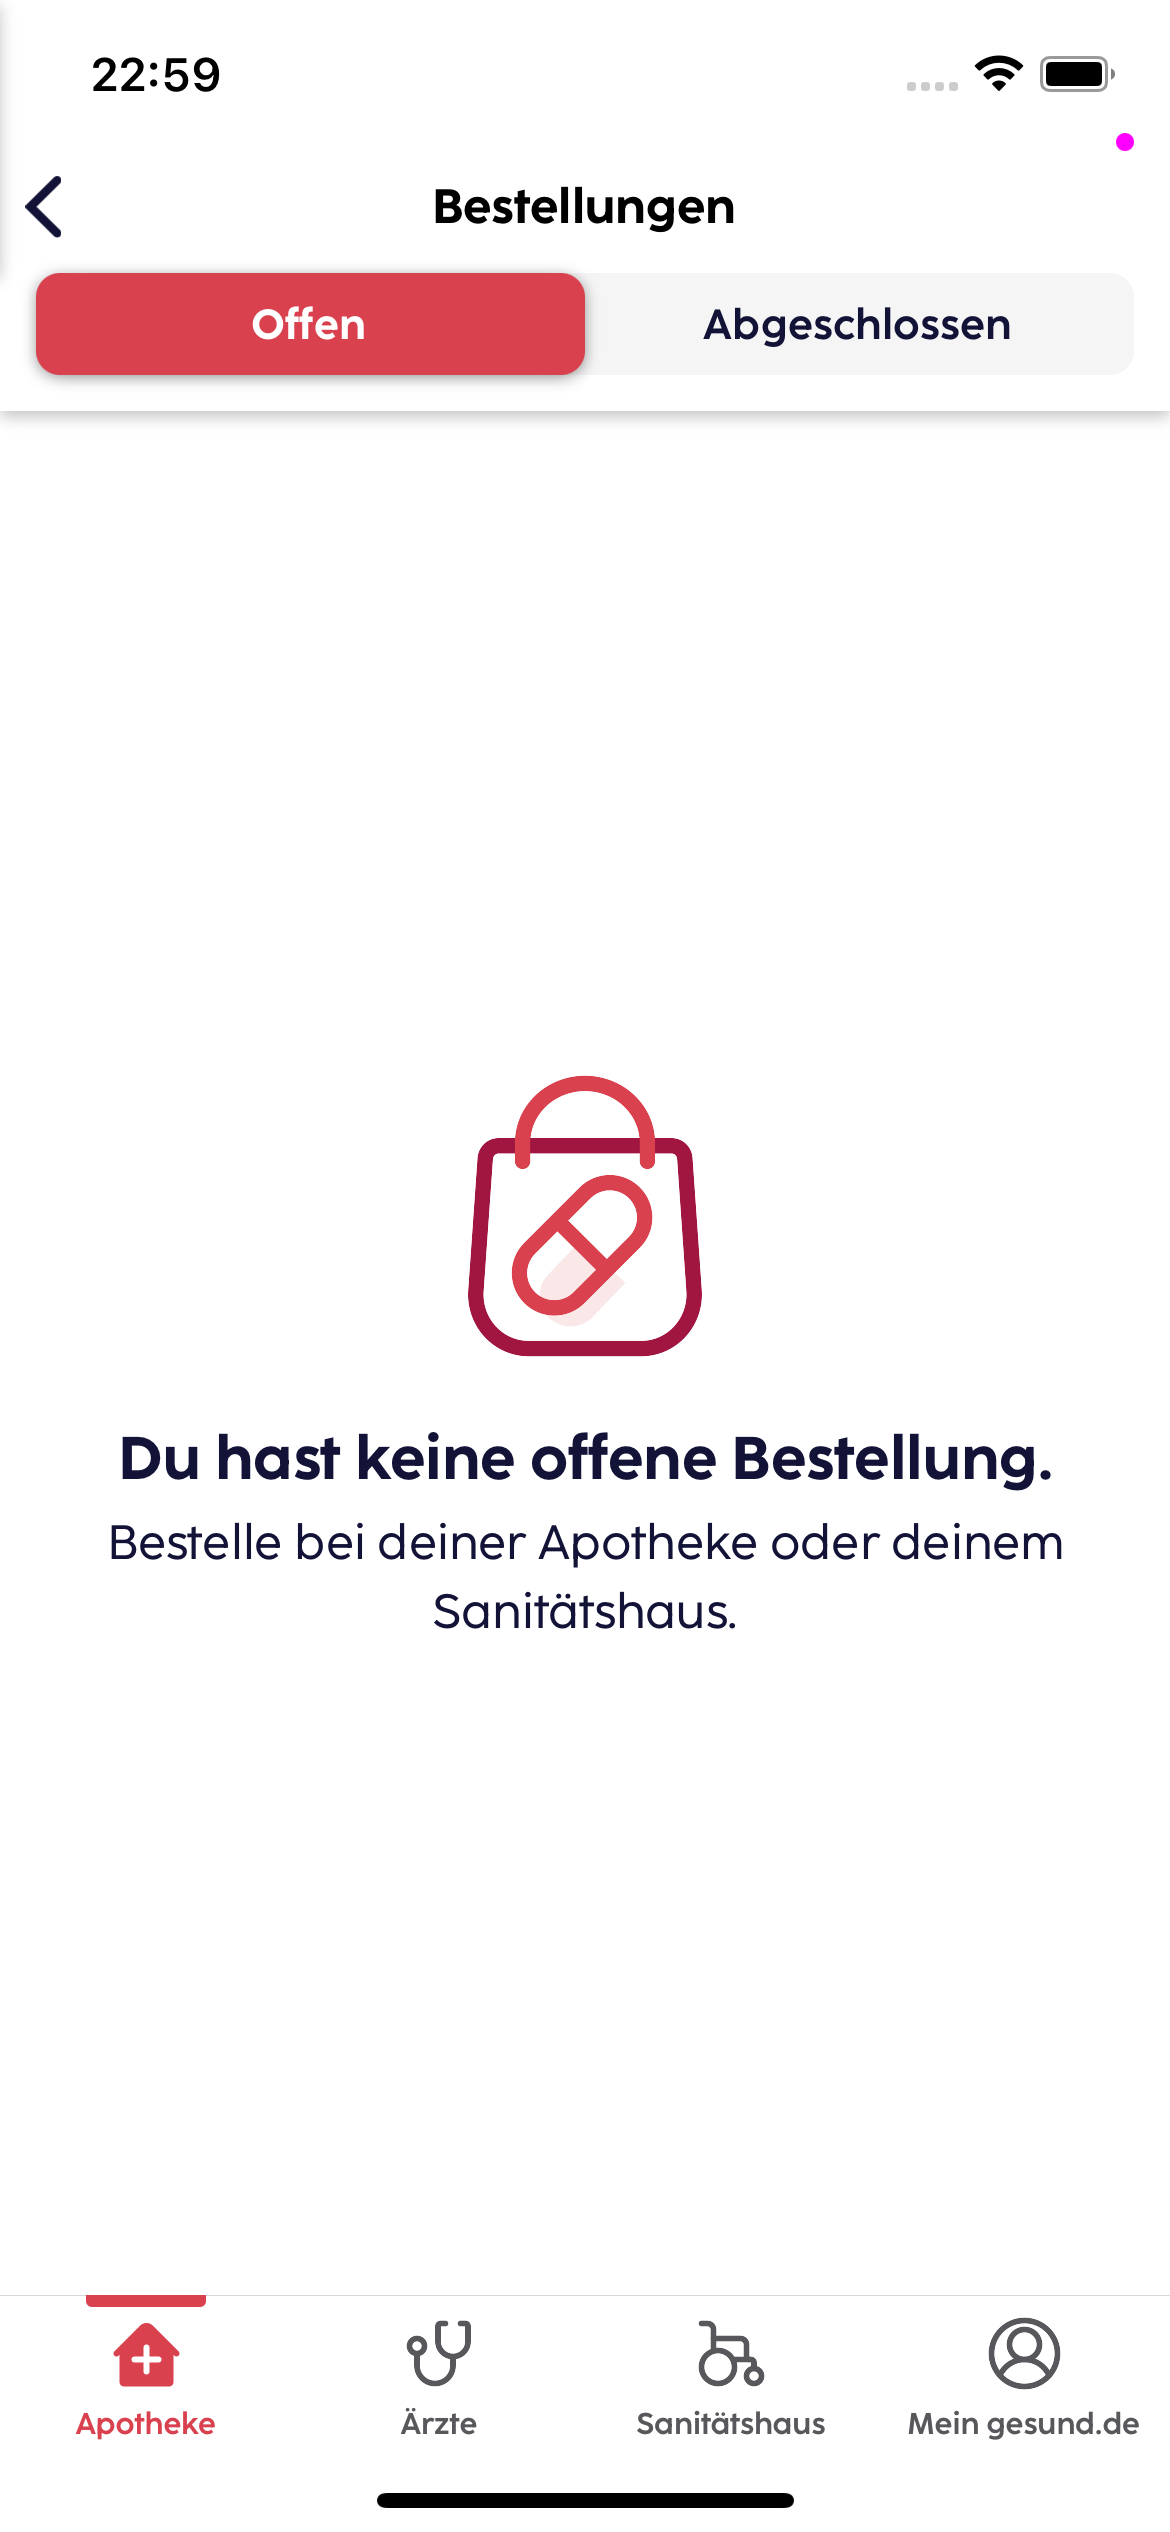 22:59
Bestellungen
Offen
Abgeschlossen
Du hast keine offene Bestellung.
Bestelle bei deiner Apotheke oder deinem
Sanitätshaus.
Apotheke
Ärzte
Sanitätshaus
Mein gesund.de